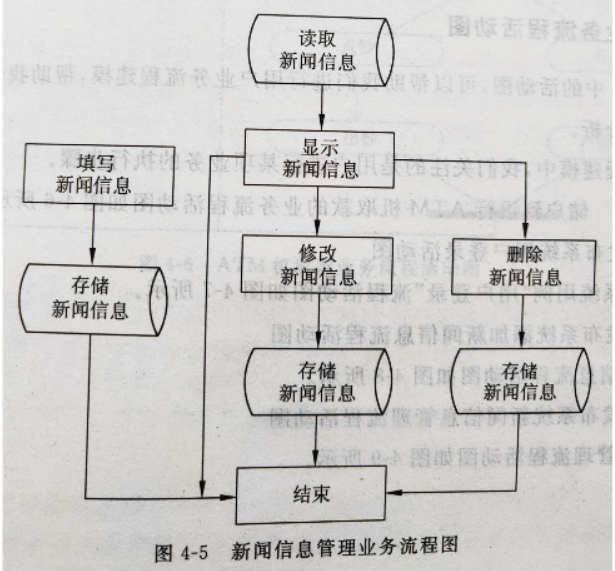 读取
新闻信息
显示
新闻信息
填写
新闻信息
修改
新闻信息
删除
新闻信息
存储
新闻信息
存储
新闻信息
存储
新闻信息
结束
图 4-5 新闻信息管理业务流程图